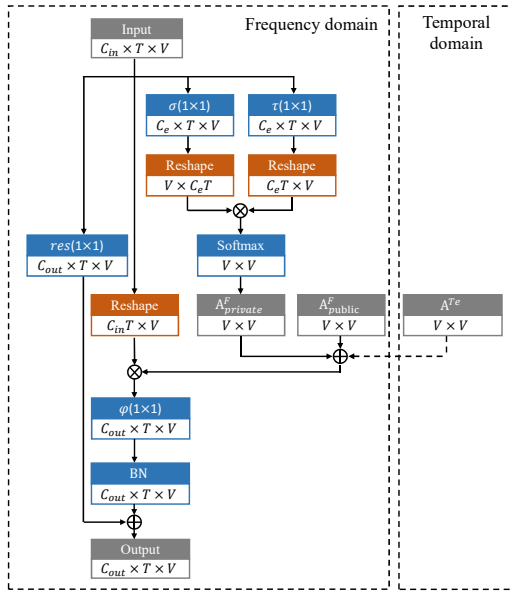 Frequency domain
Temporal
domain
Input
C_in × T × V
σ(1×1)
C_e × T × V
τ(1×1)
C_e × T × V
Reshape
V × C_eT
Reshape
C_eT × V
res(1×1)
C_out × T × V
Softmax
V × V
Reshape
C_inT × V
A^F_private
V × V
A^F_public
V × V
A^Te
V × V
φ(1×1)
C_out × T × V
BN
C_out × T × V
Output
C_out × T × V